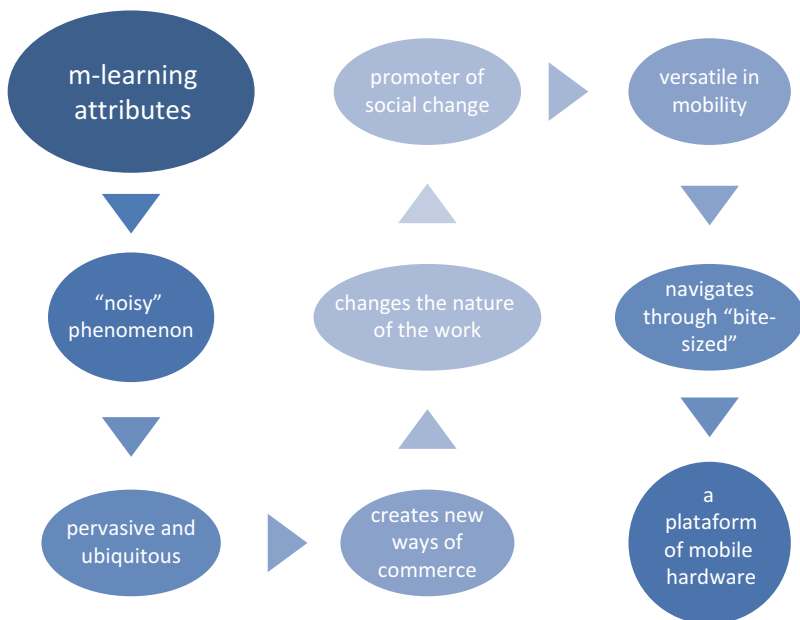 m-learning
attributes
“noisy”
phenomenon
pervasive and
ubiquitous
creates new
ways of
commerce
changes the nature
of the work
promoter of
social change
versatile in
mobility
navigates
through “bite-
sized”
a
plataform
of mobile
hardware